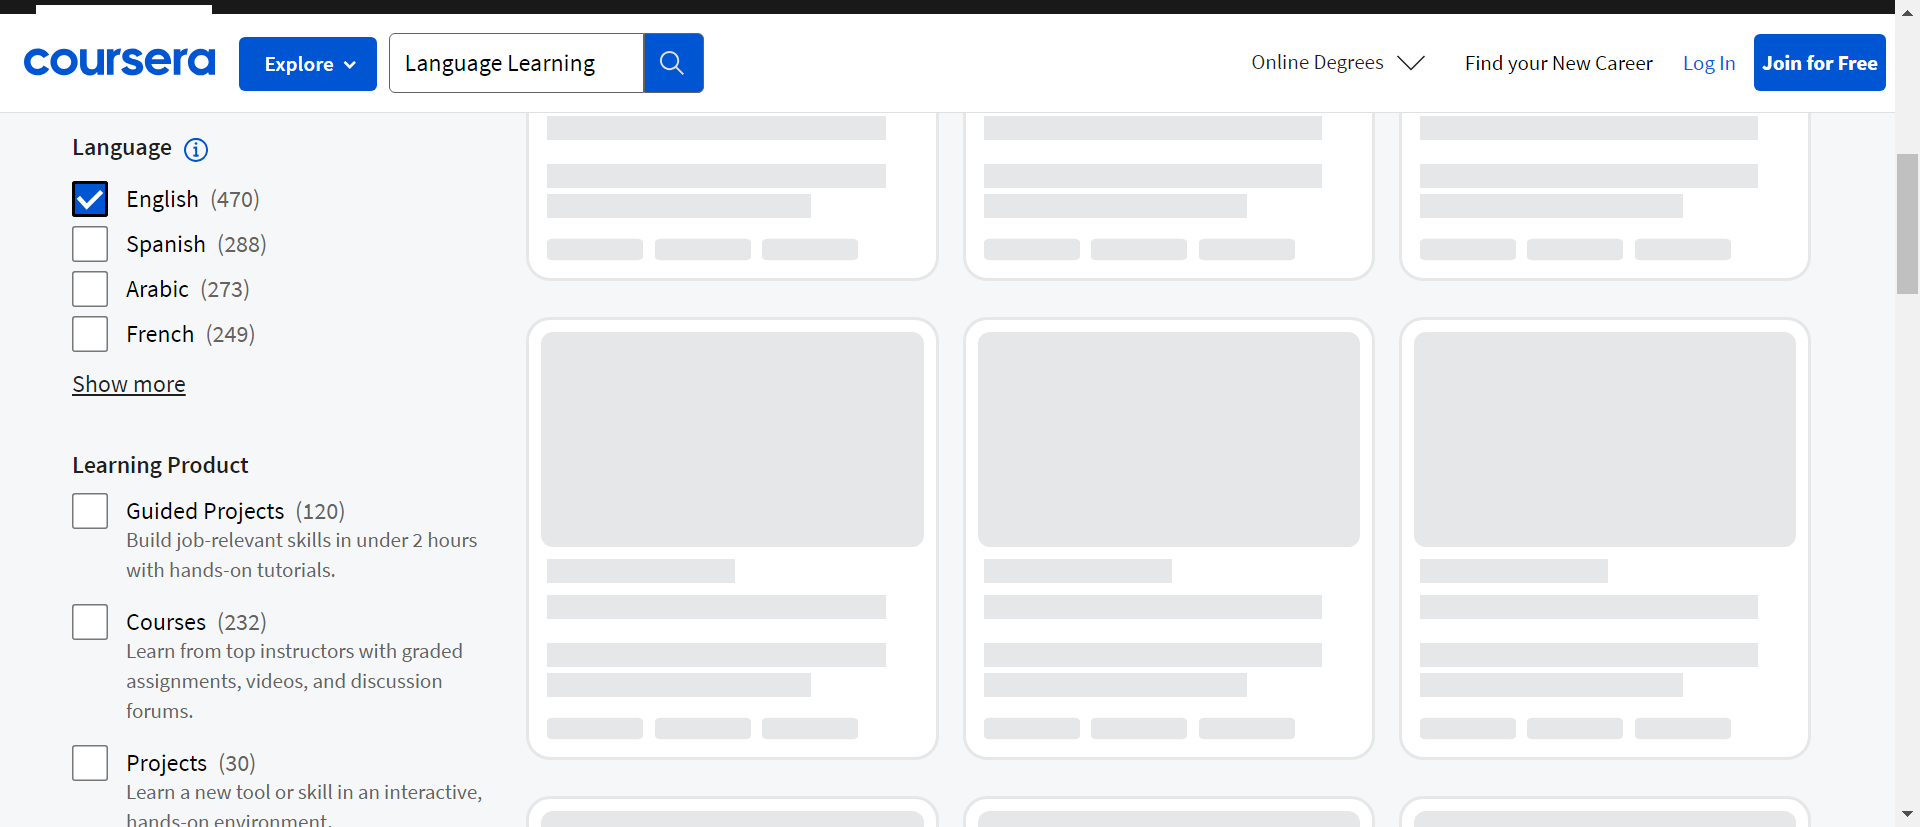 coursera
Explore
Language Learning
Online Degrees
Find your New Career
Log In
Join for Free
Language
English (470)
Spanish (288)
Arabic (273)
French (249)
Show more
Learning Product
Guided Projects (120)
Build job-relevant skills in under 2 hours
with hands-on tutorials.
Courses (232)
Learn from top instructors with graded
assignments, videos, and discussion
forums.
Projects (30)
Learn a new tool or skill in an interactive,
hands-on environment.